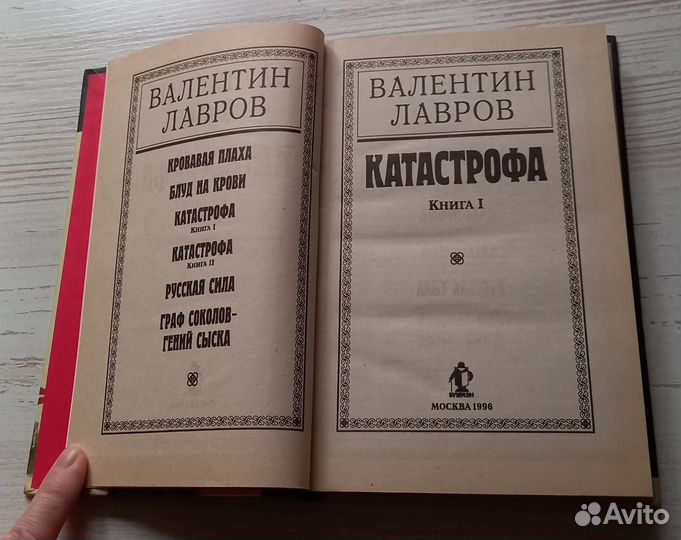 ВАЛЕНТИН
ЛАВРОВ
КРОВАВАЯ ПЛАХА
БЛУД НА КРОВИ
КАТАСТРОФА
Книга I
КАТАСТРОФА
Книга II
РУССКАЯ СИЛА
ГРАФ СОКОЛОВ-
ГЕНИЙ СЫСКА
ВАЛЕНТИН
ЛАВРОВ
КАТАСТРОФА
Книга I
БУКМЭН
МОСКВА 1996
Avito